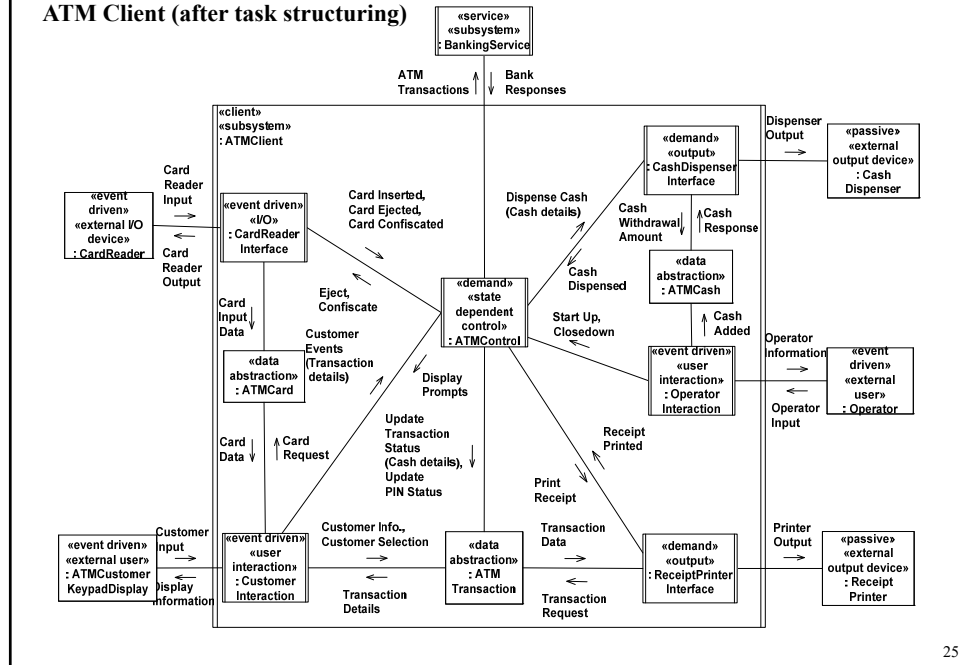 ATM Client (after task structuring)
«service»
«subsystem»
: BankingService
ATM
Transactions
Bank
Responses
«client»
«subsystem»
: ATMClient
Dispenser
Output
«demand»
«output»
: CashDispenser
Interface
«passive»
«external
output device»
: Cash
Dispenser
Card
Reader
Input
«event
driven»
«external I/O
device»
: CardReader
Card
Reader
Output
«event driven»
«I/O»
: CardReader
Interface
Card Inserted,
Card Ejected,
Card Confiscated
Eject,
Confiscate
Dispense Cash
(Cash details)
Cash
Dispensed
Cash
Withdrawal
Amount
Cash
Response
«data
abstraction»
: ATMCash
Cash
Added
«demand»
«state
dependent
control»
: ATMControl
Start Up,
Closedown
Card
Input
Data
Customer
Events
(Transaction
details)
«data
abstraction»
: ATMCard
Display
Prompts
«event driven»
«user
interaction»
: Operator
Interaction
Operator
Information
Operator
Input
«event
driven»
«external
user»
: Operator
Card
Data
Card
Request
Update
Transaction
Status
(Cash details),
Update
PIN Status
Receipt
Printed
Print
Receipt
«event driven»
«external user»
: ATMCustomer
KeypadDisplay
Customer
Input
Display
Information
«event driven»
«user
interaction»
: Customer
Interaction
Customer Info.,
Customer Selection
Transaction
Details
«data
abstraction»
: ATM
Transaction
Transaction
Data
Transaction
Request
«demand»
«output»
: ReceiptPrinter
Interface
Printer
Output
«passive»
«external
output device»
: Receipt
Printer
25